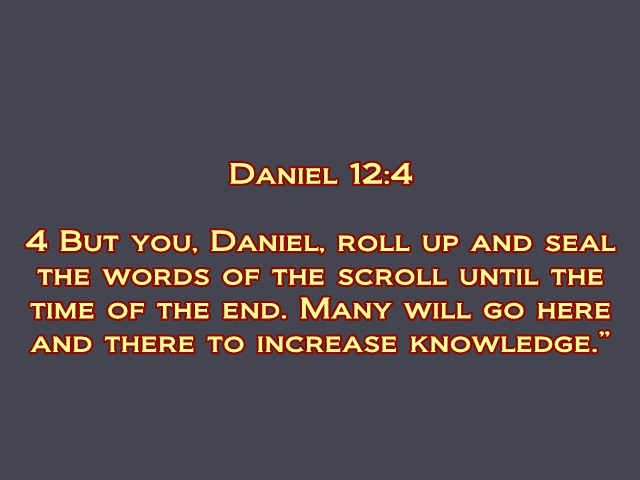 Daniel 12:4
4 But you, Daniel, roll up and seal
the words of the scroll until the
time of the end. Many will go here
and there to increase knowledge.”